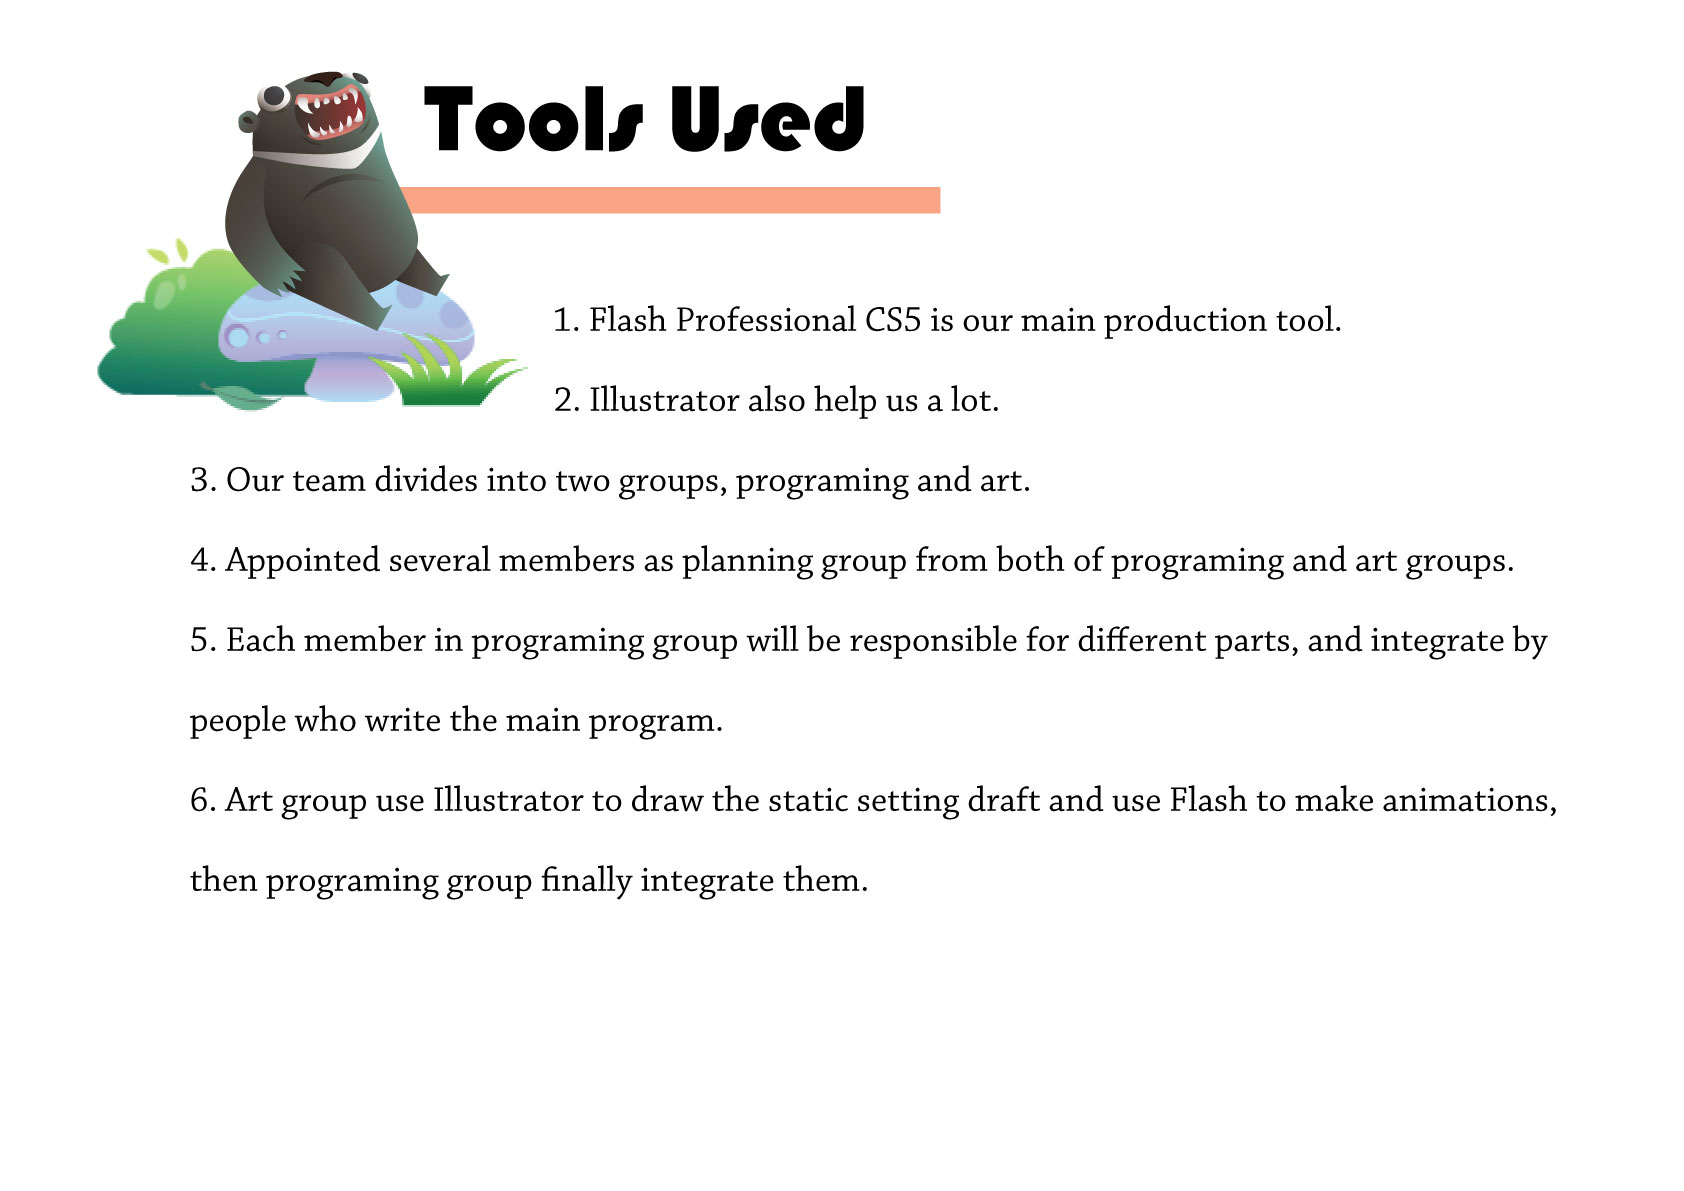 Tools Used
1. Flash Professional CS5 is our main production tool.
2. Illustrator also help us a lot.
3. Our team divides into two groups, programing and art.
4. Appointed several members as planning group from both of programing and art groups.
5. Each member in programing group will be responsible for different parts, and integrate by
people who write the main program.
6. Art group use Illustrator to draw the static setting draft and use Flash to make animations,
then programing group finally integrate them.